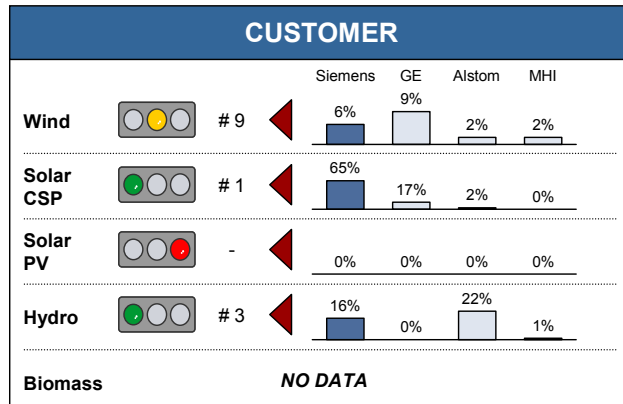 CUSTOMER
Siemens GE Alstom MHI
Wind # 9 6% 9% 2% 2%
Solar
CSP # 1 65% 17% 2% 0%
Solar
PV - 0% 0% 0% 0%
Hydro # 3 16% 0% 22% 1%
Biomass NO DATA